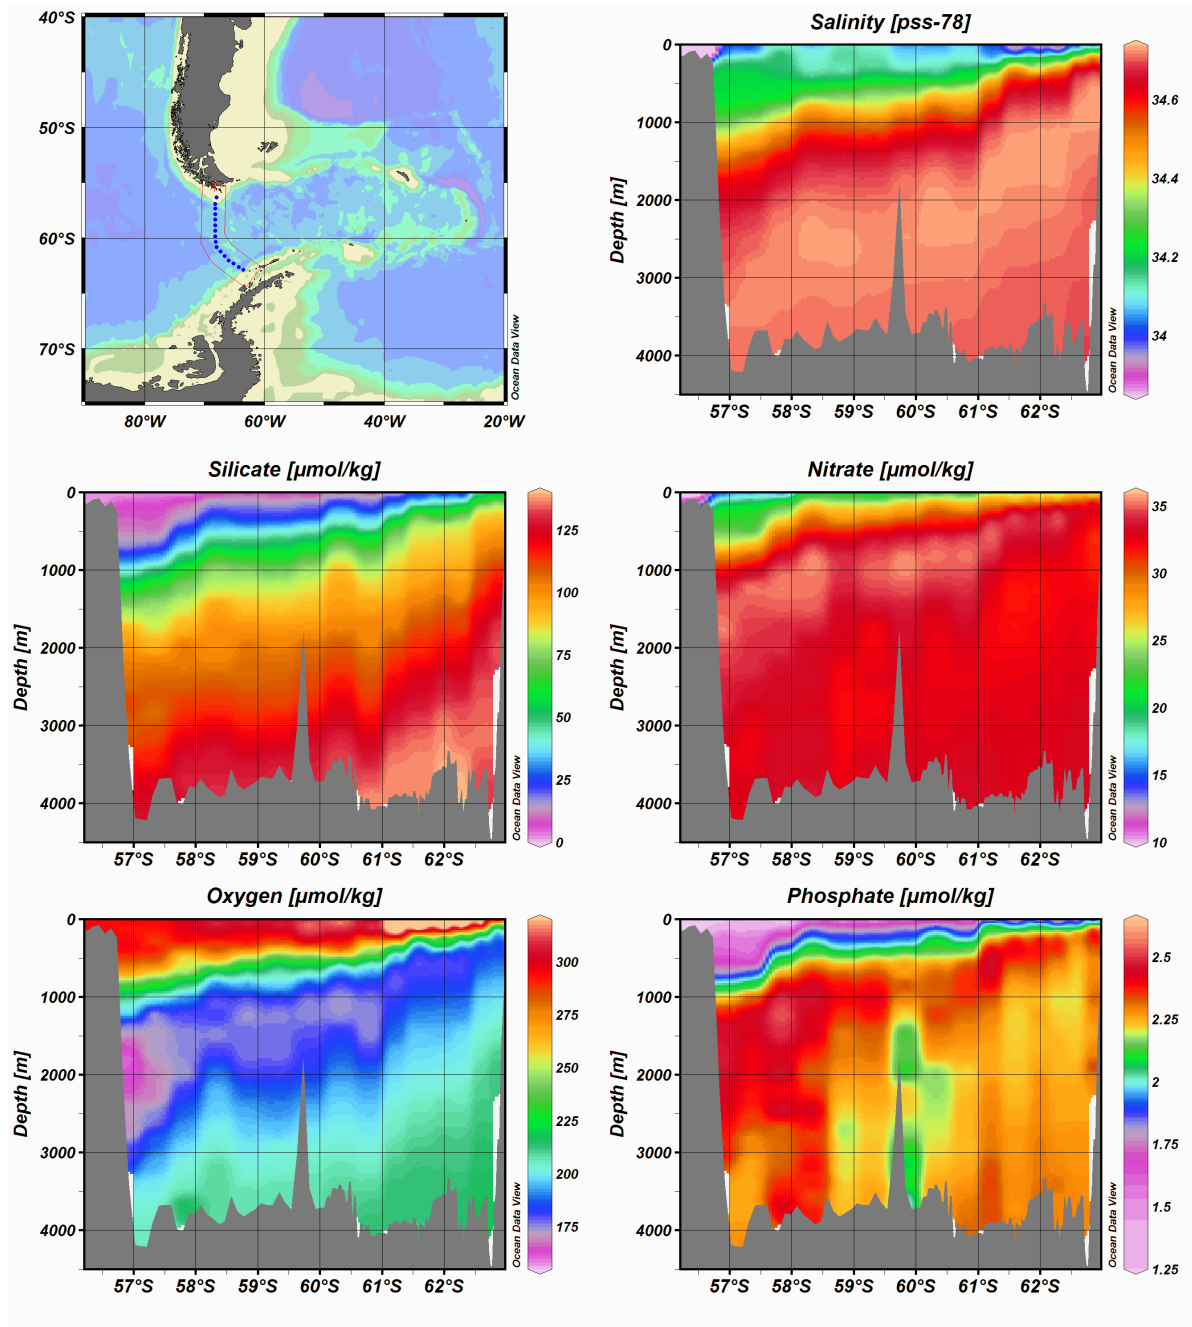 40°S
50°S
60°S
70°S
80°W
60°W
40°W
20°W
Ocean Data View
Salinity [pss-78]
Depth [m]
0
1000
2000
3000
4000
57°S
58°S
59°S
60°S
61°S
62°S
34.6
34.4
34.2
34
Ocean Data View
Silicate [µmol/kg]
Depth [m]
0
1000
2000
3000
4000
57°S
58°S
59°S
60°S
61°S
62°S
125
100
75
50
25
0
Ocean Data View
Nitrate [µmol/kg]
Depth [m]
0
1000
2000
3000
4000
57°S
58°S
59°S
60°S
61°S
62°S
35
30
25
20
15
10
Ocean Data View
Oxygen [µmol/kg]
Depth [m]
0
1000
2000
3000
4000
57°S
58°S
59°S
60°S
61°S
62°S
300
275
250
225
200
175
Ocean Data View
Phosphate [µmol/kg]
Depth [m]
0
1000
2000
3000
4000
57°S
58°S
59°S
60°S
61°S
62°S
2.5
2.25
2
1.75
1.5
1.25
Ocean Data View